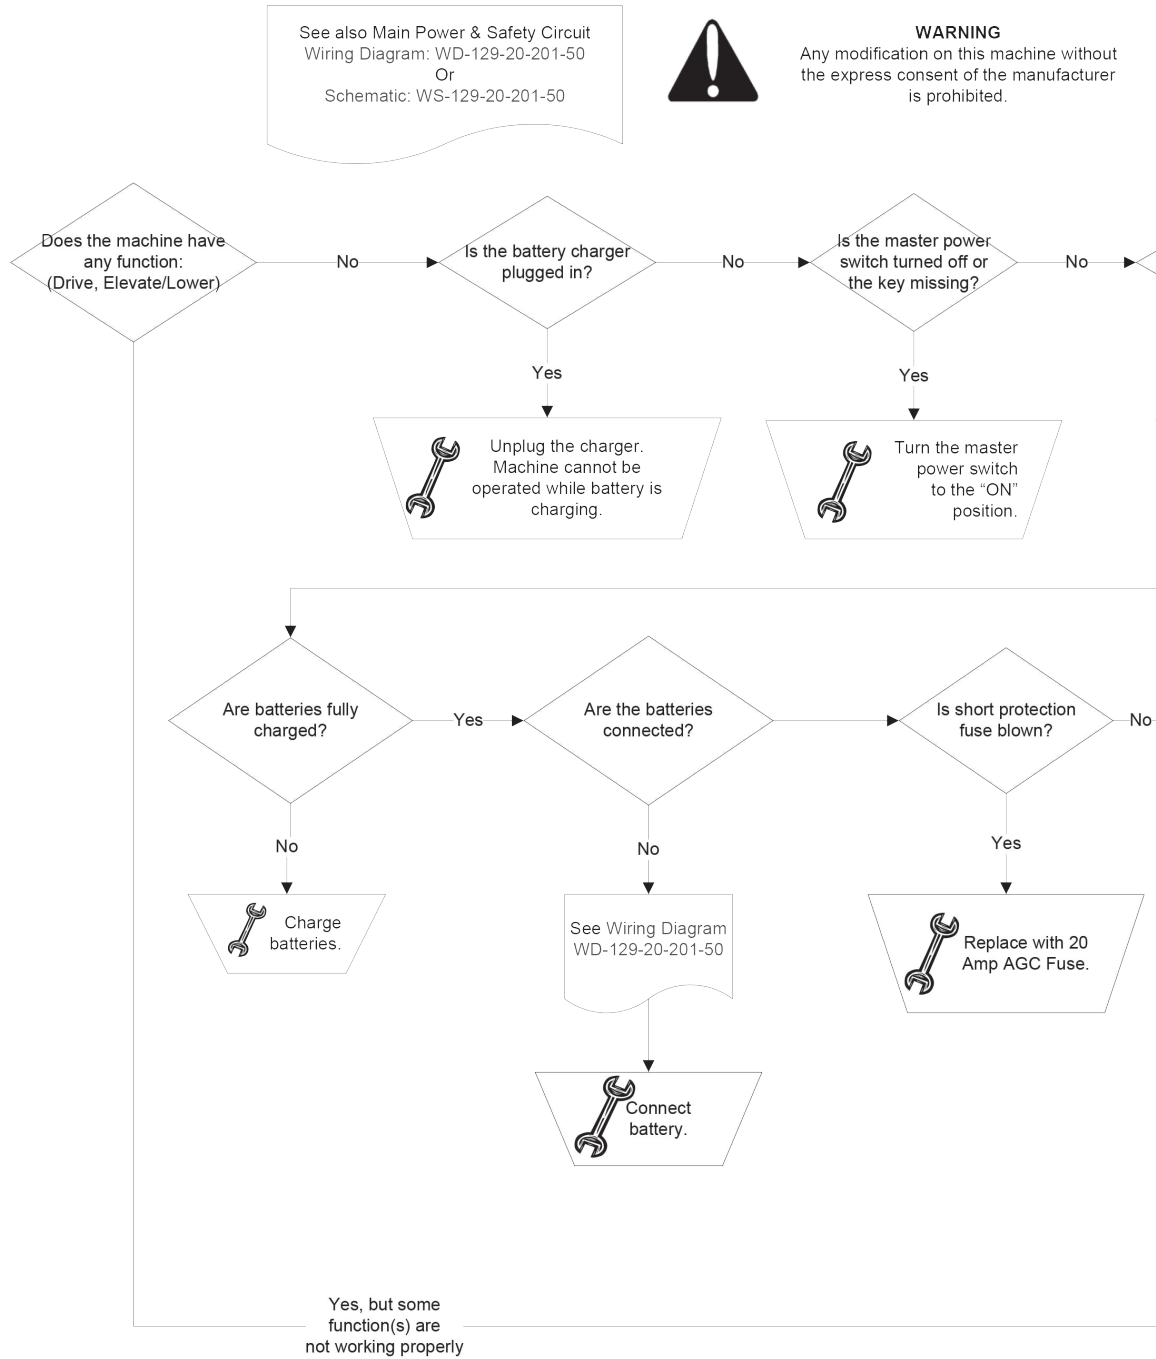 See also Main Power & Safety Circuit
Wiring Diagram: WD-129-20-201-50
Or
Schematic: WS-129-20-201-50
WARNING
Any modification on this machine without
the express consent of the manufacturer
is prohibited.
Does the machine have
any function:
(Drive, Elevate/Lower)
No
Is the battery charger
plugged in?
No
Is the master power
switch turned off or
the key missing?
No
Yes
Yes
Unplug the charger.
Machine cannot be
operated while battery is
charging.
Turn the master
power switch
to the “ON”
position.
Are batteries fully
charged?
Yes
Are the batteries
connected?
Is short protection
fuse blown?
No
No
No
Yes
Charge
batteries.
See Wiring Diagram
WD-129-20-201-50
Replace with 20
Amp AGC Fuse.
Connect
battery.
Yes, but some
function(s) are
not working properly